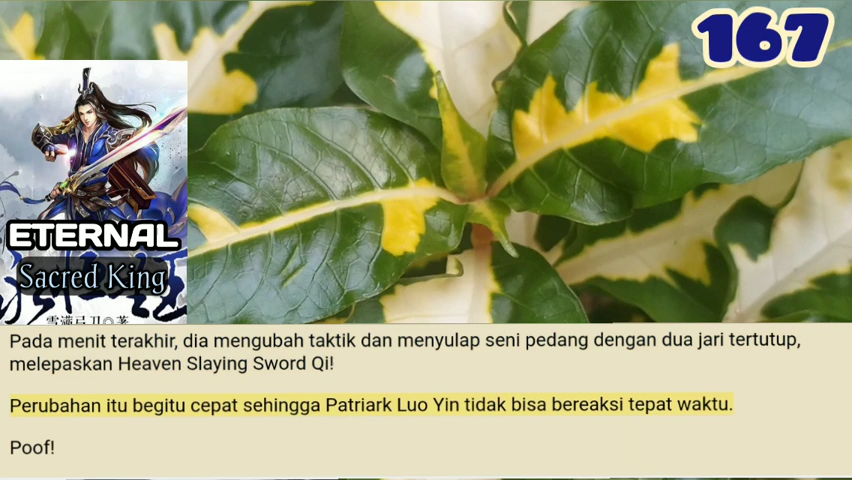 167
ETERNAL
Sacred King
Pada menit terakhir, dia mengubah taktik dan menyulap seni pedang dengan dua jari tertutup,
melepaskan Heaven Slaying Sword Qi!
Perubahan itu begitu cepat sehingga Patriark Luo Yin tidak bisa bereaksi tepat waktu.
Poof!